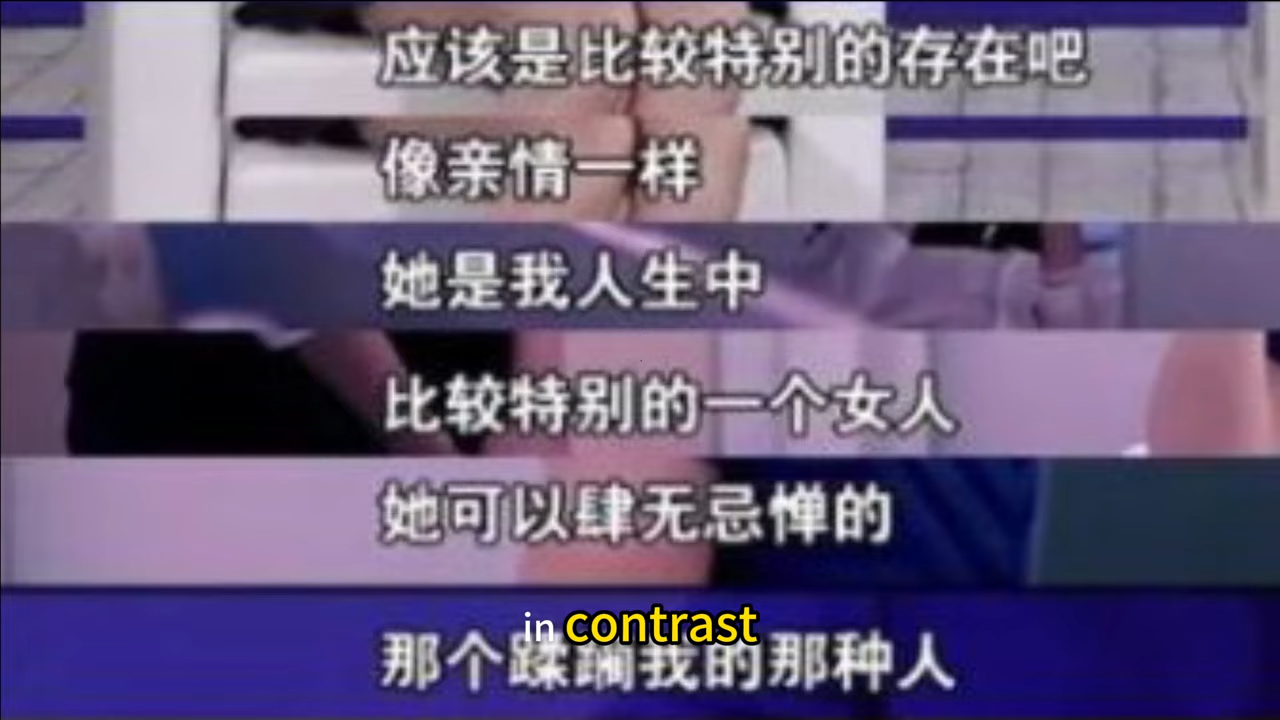 应该是比较特别的存在吧
像亲情一样
她是我人生中
比较特别的一个女人
她可以肆无忌惮的
in contrast
那个蹂躏我的那种人